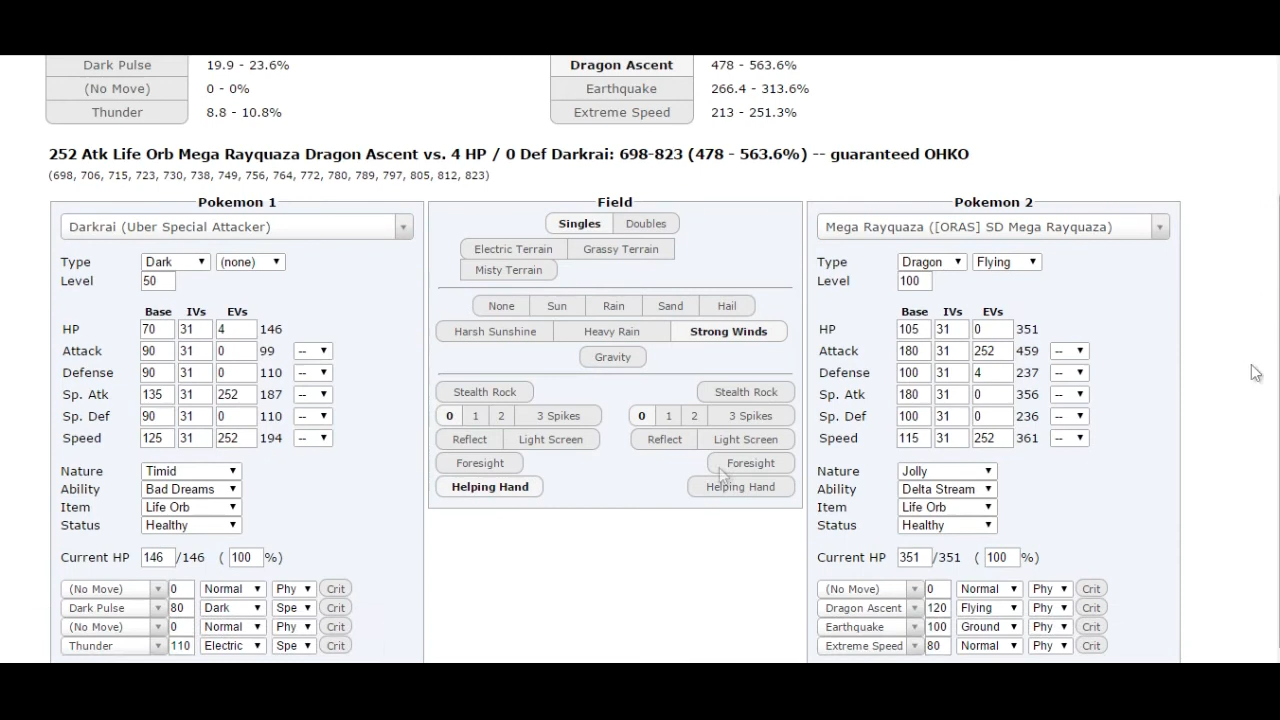 Dark Pulse 19.9 - 23.6% Dragon Ascent 478 - 563.6%
(No Move) 0 - 0% Earthquake 266.4 - 313.6%
Thunder 8.8 - 10.8% Extreme Speed 213 - 251.3%
252 Atk Life Orb Mega Rayquaza Dragon Ascent vs. 4 HP / 0 Def Darkrai: 698-823 (478 - 563.6%) -- guaranteed OHKO
(698, 706, 715, 723, 730, 738, 749, 756, 764, 772, 780, 789, 797, 805, 812, 823)
Pokemon 1
Darkrai (Uber Special Attacker)
Type Dark (none)
Level 50
Base IVs EVs
HP 70 31 4 146
Attack 90 31 0 99 --
Defense 90 31 0 110 --
Sp. Atk 135 31 252 187 --
Sp. Def 90 31 0 110 --
Speed 125 31 252 194 --
Nature Timid
Ability Bad Dreams
Item Life Orb
Status Healthy
Current HP 146 /146 ( 100 %)
(No Move) 0 Normal Phy Crit
Dark Pulse 80 Dark Spe Crit
(No Move) 0 Normal Phy Crit
Thunder 110 Electric Spe Crit
Field
Singles Doubles
Electric Terrain Grassy Terrain
Misty Terrain
None Sun Rain Sand Hail
Harsh Sunshine Heavy Rain Strong Winds
Gravity
Stealth Rock Stealth Rock
0 1 2 3 Spikes 0 1 2 3 Spikes
Reflect Light Screen Reflect Light Screen
Foresight Foresight
Helping Hand Helping Hand
Pokemon 2
Mega Rayquaza ([ORAS] SD Mega Rayquaza)
Type Dragon Flying
Level 100
Base IVs EVs
HP 105 31 0 351
Attack 180 31 252 459 --
Defense 100 31 4 237 --
Sp. Atk 180 31 0 356 --
Sp. Def 100 31 0 236 --
Speed 115 31 252 361 --
Nature Jolly
Ability Delta Stream
Item Life Orb
Status Healthy
Current HP 351 /351 ( 100 %)
(No Move) 0 Normal Phy Crit
Dragon Ascent 120 Flying Phy Crit
Earthquake 100 Ground Phy Crit
Extreme Speed 80 Normal Phy Crit